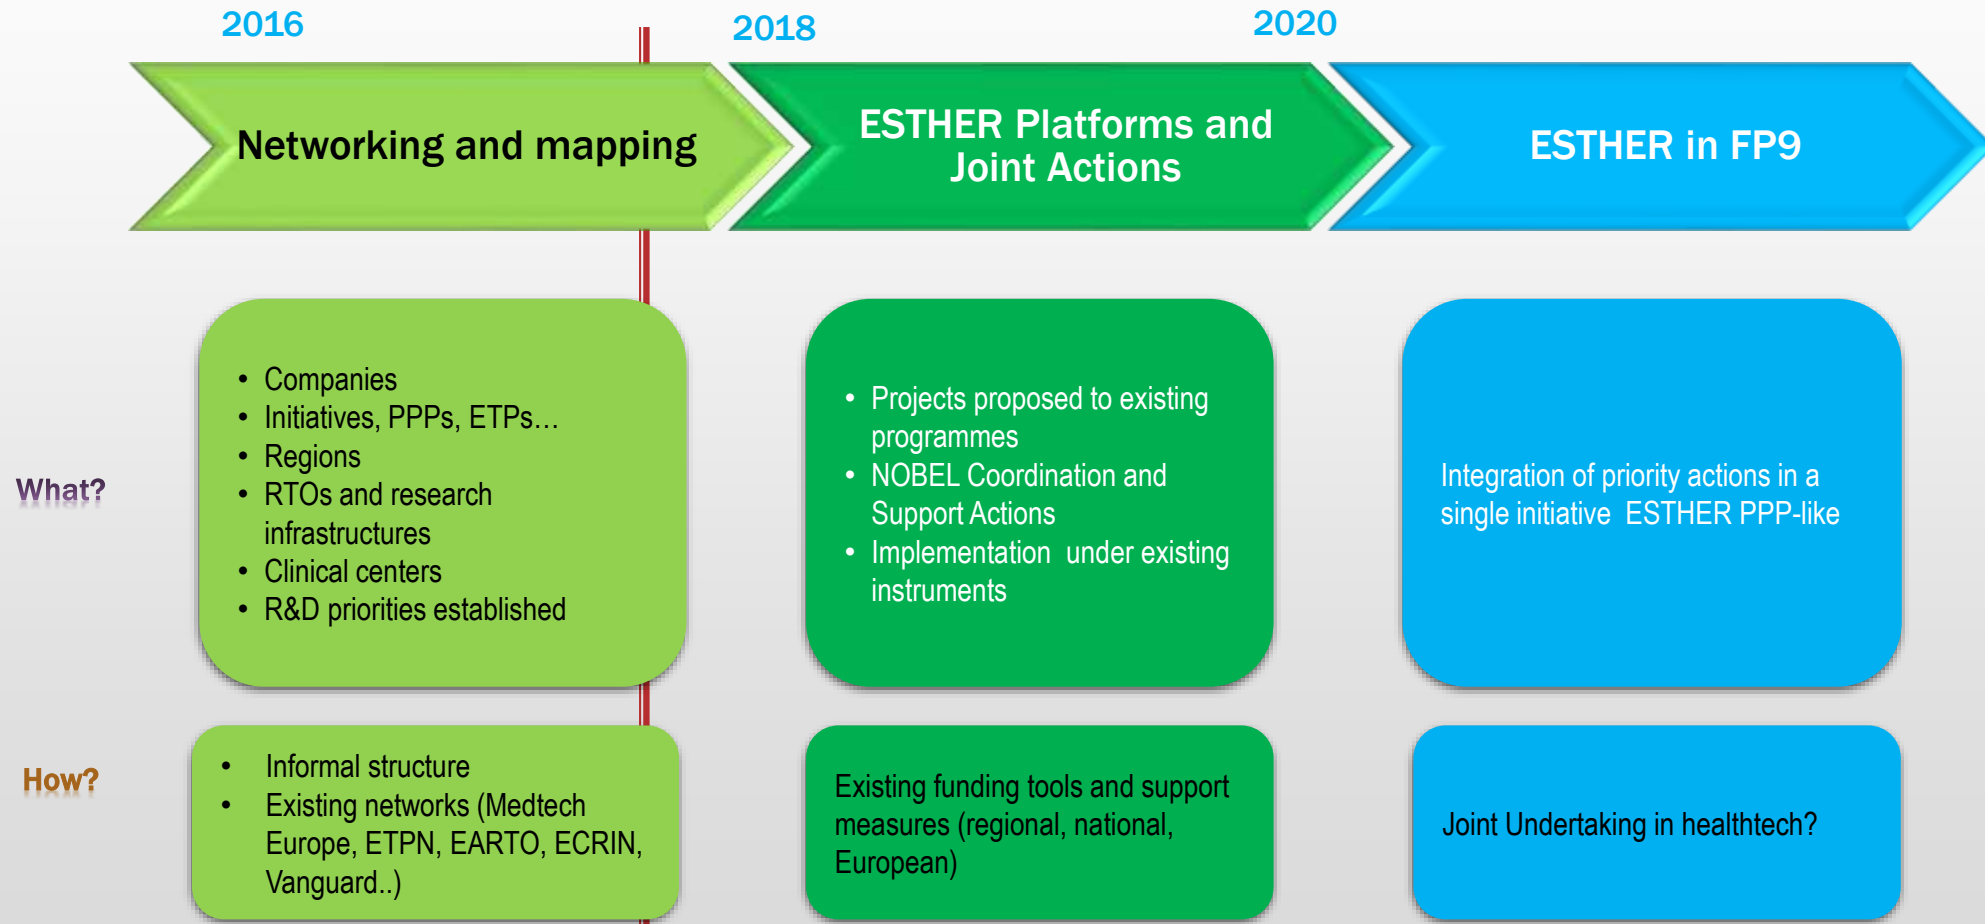 2016
2018
2020
Networking and mapping
ESTHER Platforms and
Joint Actions
ESTHER in FP9
What?
• Companies
• Initiatives, PPPs, ETPs…
• Regions
• RTOs and research
infrastructures
• Clinical centers
• R&D priorities established
• Projects proposed to existing
programmes
• NOBEL Coordination and
Support Actions
• Implementation under existing
instruments
Integration of priority actions in a
single initiative ESTHER PPP-like
How?
• Informal structure
• Existing networks (Medtech
Europe, ETPN, EARTO, ECRIN,
Vanguard..)
Existing funding tools and support
measures (regional, national,
European)
Joint Undertaking in healthtech?